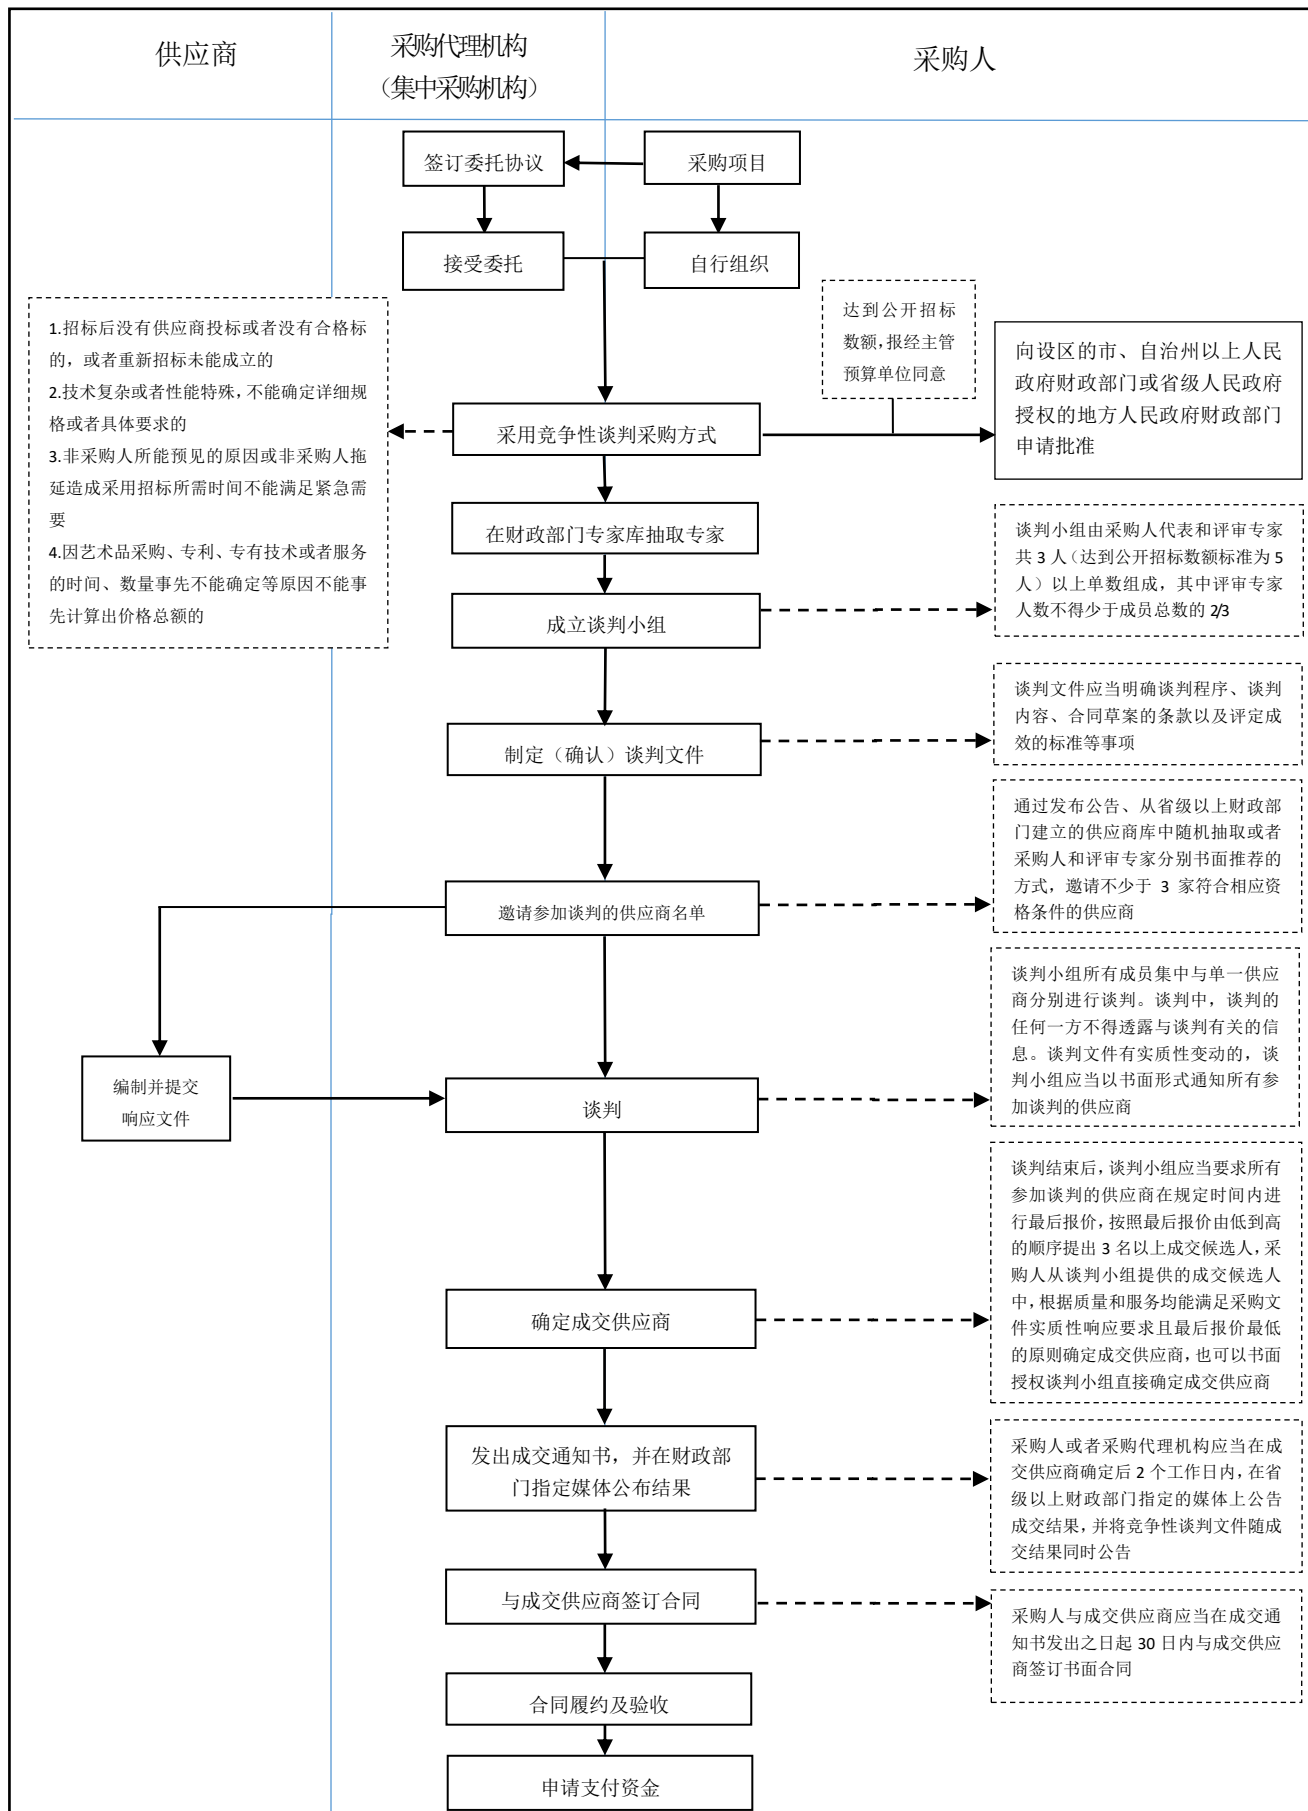 供应商
采购代理机构
（集中采购机构）
采购人
签订委托协议
采购项目
接受委托
自行组织
1.招标后没有供应商投标或者没有合格标
的，或者重新招标未能成立的
2.技术复杂或者性能特殊，不能确定详细规
格或者具体要求的
3.非采购人所能预见的原因或非采购人拖
延造成采用招标所需时间不能满足紧急需
要
4.因艺术品采购、专利、专有技术或者服务
的时间、数量事先不能确定等原因不能事
先计算出价格总额的
达到公开招标
数额，报经主管
预算单位同意
采用竞争性谈判采购方式
向设区的市、自治州以上人民
政府财政部门或省级人民政府
授权的地方人民政府财政部门
申请批准
在财政部门专家库抽取专家
成立谈判小组
谈判小组由采购人代表和评审专家
共 3 人（达到公开招标数额标准为 5
人）以上单数组成，其中评审专家
人数不得少于成员总数的 2/3
制定（确认）谈判文件
谈判文件应当明确谈判程序、谈判
内容、合同草案的条款以及评定成
效的标准等事项
邀请参加谈判的供应商名单
通过发布公告、从省级以上财政部
门建立的供应商库中随机抽取或者
采购人和评审专家分别书面推荐的
方式，邀请不少于 3 家符合相应资
格条件的供应商
编制并提交
响应文件
谈判
谈判小组所有成员集中与单一供应
商分别进行谈判。谈判中，谈判的
任何一方不得透露与谈判有关的信
息。谈判文件有实质性变动的，谈
判小组应当以书面形式通知所有参
加谈判的供应商
确定成交供应商
谈判结束后，谈判小组应当要求所有
参加谈判的供应商在规定时间内进
行最后报价，按照最后报价由低到高
的顺序提出 3 名以上成交候选人，采
购人从谈判小组提供的成交候选人
中，根据质量和服务均能满足采购文
件实质性响应要求且最后报价最低
的原则确定成交供应商，也可以书面
授权谈判小组直接确定成交供应商
发出成交通知书，并在财政部
门指定媒体公布结果
采购人或者采购代理机构应当在成
交供应商确定后 2 个工作日内，在省
级以上财政部门指定的媒体上公告
成交结果，并将竞争性谈判文件随成
交结果同时公告
与成交供应商签订合同
采购人与成交供应商应当在成交通
知书发出之日起 30 日内与成交供应
商签订书面合同
合同履约及验收
申请支付资金